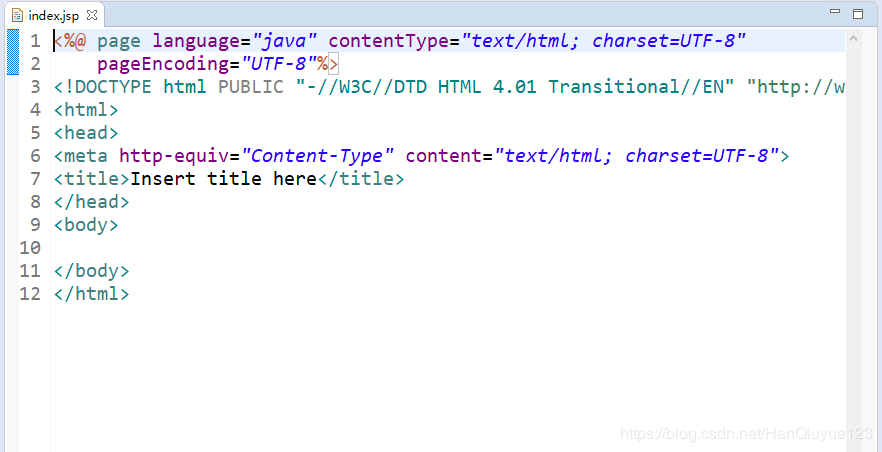 index.jsp
1 <%@ page language="java" contentType="text/html; charset=UTF-8"
2     pageEncoding="UTF-8"%>
3 <!DOCTYPE html PUBLIC "-//W3C//DTD HTML 4.01 Transitional//EN" "http://w
4 <html>
5 <head>
6 <meta http-equiv="Content-Type" content="text/html; charset=UTF-8">
7 <title>Insert title here</title>
8 </head>
9 <body>
10
11 </body>
12 </html>
https://blog.csdn.net/HanQiuyue123